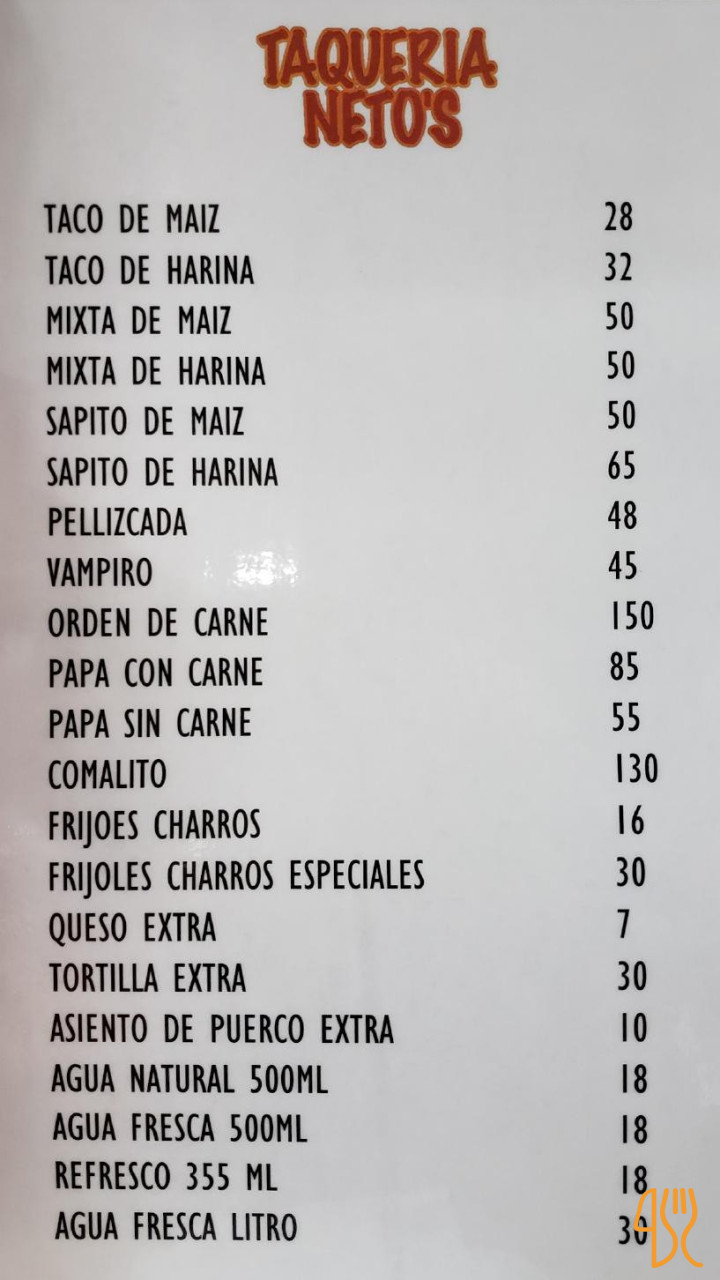 TAQUERIA
NETO'S
TACO DE MAIZ 28
TACO DE HARINA 32
MIXTA DE MAIZ 50
MIXTA DE HARINA 50
SAPITO DE MAIZ 50
SAPITO DE HARINA 65
PELLIZCADA 48
VAMPIRO 45
ORDEN DE CARNE 150
PAPA CON CARNE 85
PAPA SIN CARNE 55
COMALITO 130
FRIJOES CHARROS 16
FRIJOLES CHARROS ESPECIALES 30
QUESO EXTRA 7
TORTILLA EXTRA 30
ASIENTO DE PUERCO EXTRA 10
AGUA NATURAL 500ML 18
AGUA FRESCA 500ML 18
REFRESCO 355 ML 18
AGUA FRESCA LITRO 30